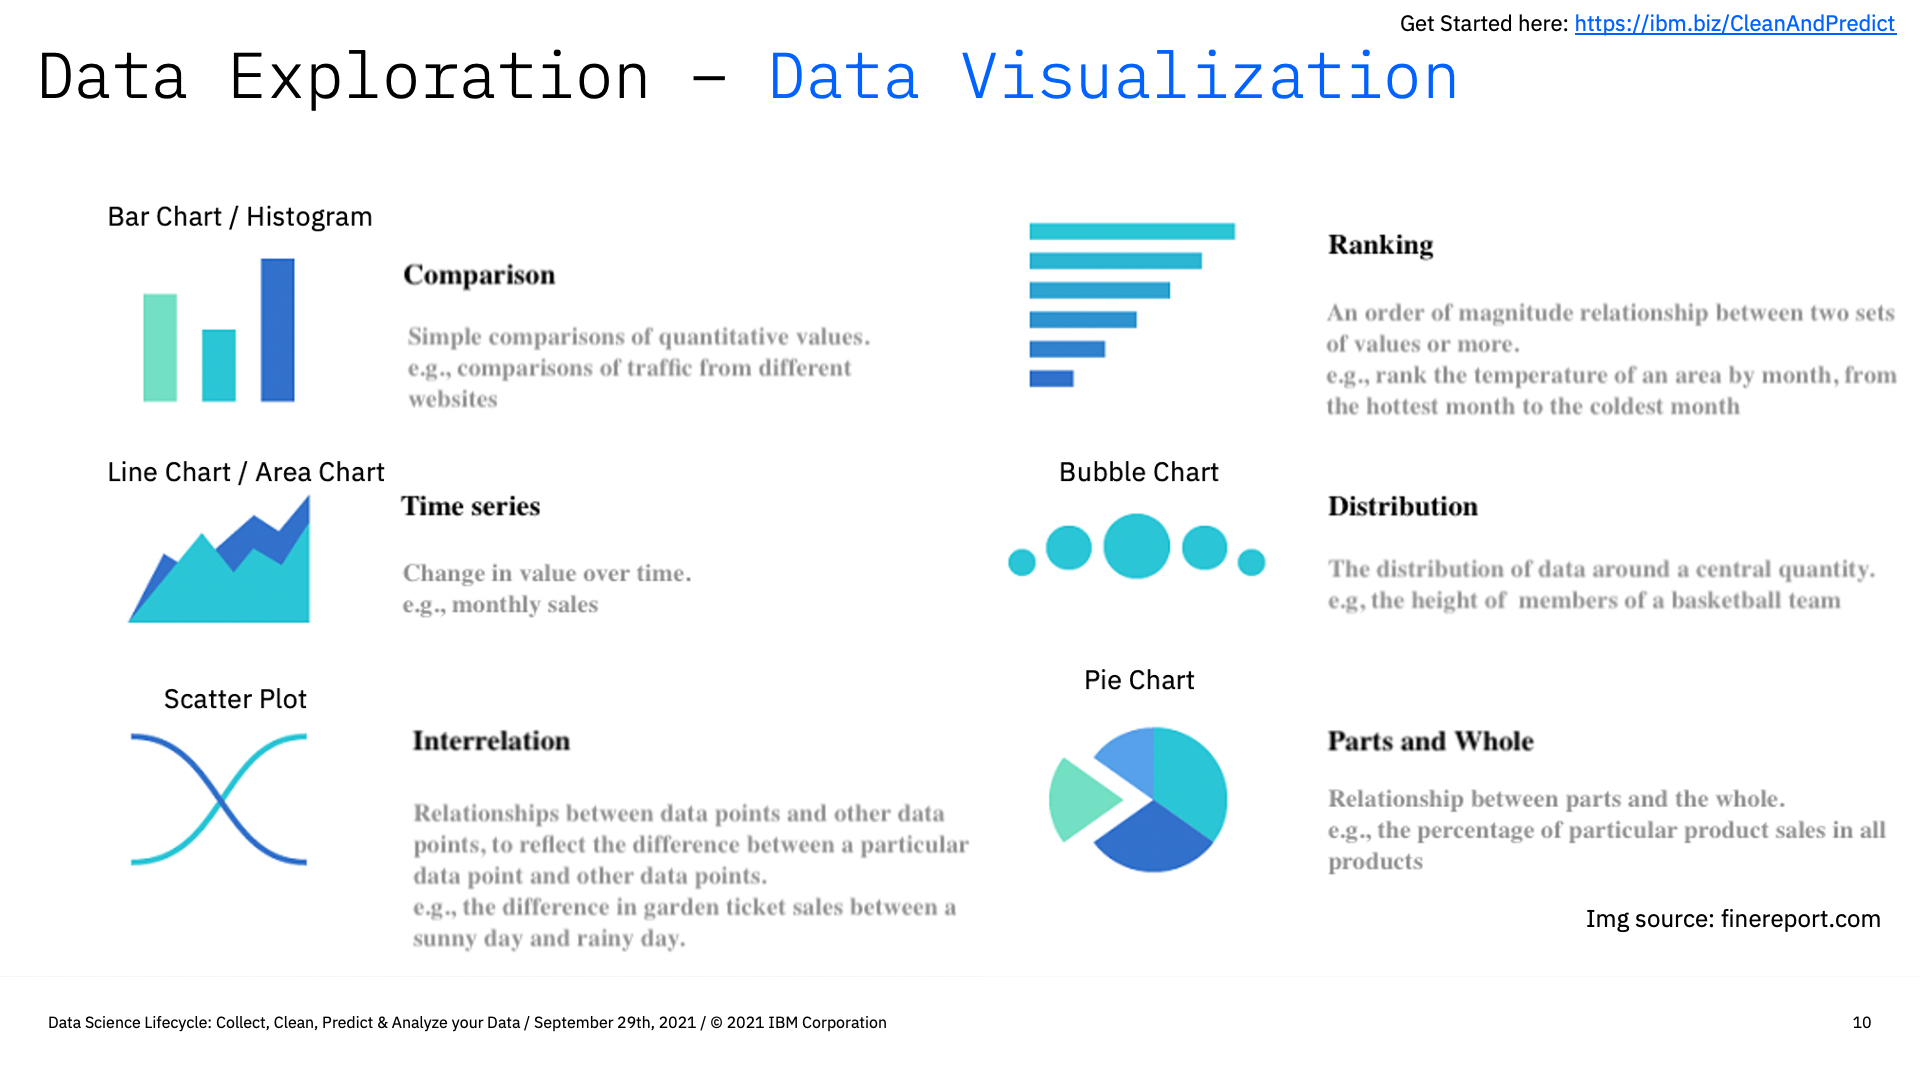 Get Started here: https://ibm.biz/CleanAndPredict
Data Exploration – Data Visualization
Bar Chart / Histogram
Comparison
Simple comparisons of quantitative values.
e.g., comparisons of traffic from different
websites
Ranking
An order of magnitude relationship between two sets
of values or more.
e.g., rank the temperature of an area by month, from
the hottest month to the coldest month
Line Chart / Area Chart
Time series
Change in value over time.
e.g., monthly sales
Bubble Chart
Distribution
The distribution of data around a central quantity.
e.g, the height of members of a basketball team
Scatter Plot
Interrelation
Relationships between data points and other data
points, to reflect the difference between a particular
data point and other data points.
e.g., the difference in garden ticket sales between a
sunny day and rainy day.
Pie Chart
Parts and Whole
Relationship between parts and the whole.
e.g., the percentage of particular product sales in all
products
Img source: finereport.com
Data Science Lifecycle: Collect, Clean, Predict & Analyze your Data / September 29th, 2021 / © 2021 IBM Corporation
10